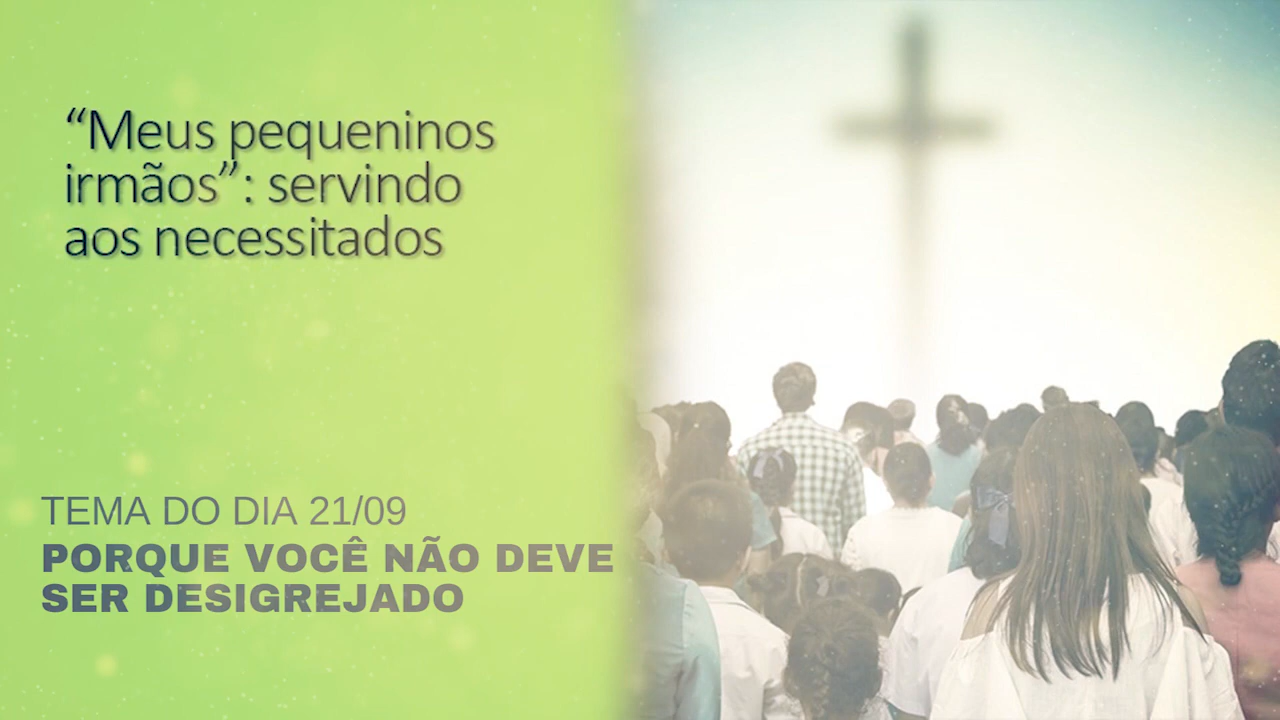 “Meus pequeninos
irmãos”: servindo
aos necessitados
TEMA DO DIA 21/09
PORQUE VOCÊ NÃO DEVE
SER DESIGREJADO